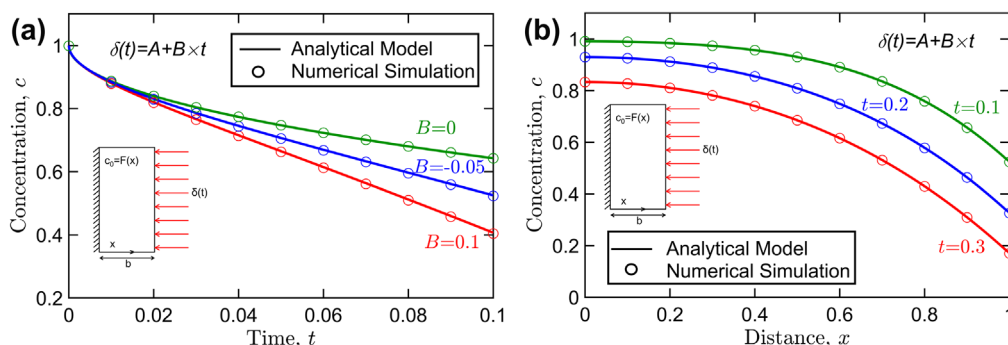 (a)
δ(t)=A+B×t
Analytical Model
Numerical Simulation
B=0
B=-0.05
B=0.1
c₀=F(x)
δ(t)
x
b
Concentration, c
1
0.8
0.6
0.4
0.2
0
0.02
0.04
0.06
0.08
0.1
Time, t
(b)
δ(t)=A+B×t
t=0.1
t=0.2
t=0.3
c₀=F(x)
δ(t)
x
b
Analytical Model
Numerical Simulation
Concentration, c
1
0.8
0.6
0.4
0.2
0
0
0.2
0.4
0.6
0.8
1
Distance, x